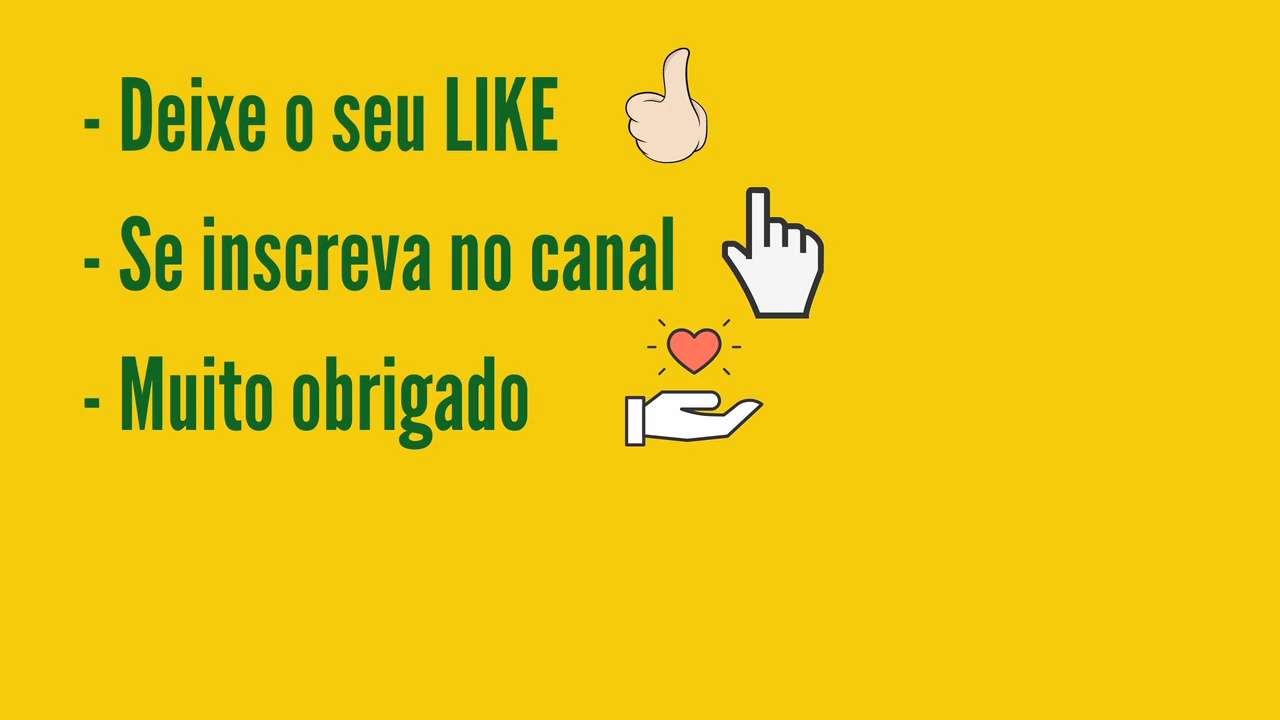 - Deixe o seu LIKE
- Se inscreva no canal
- Muito obrigado